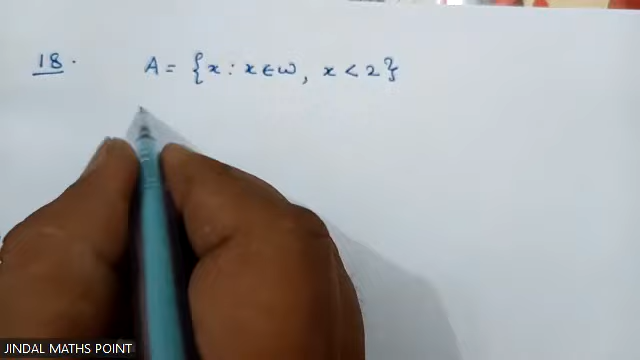 18. A = {x : x ∈ W, x < 2}
JINDAL MATHS POINT